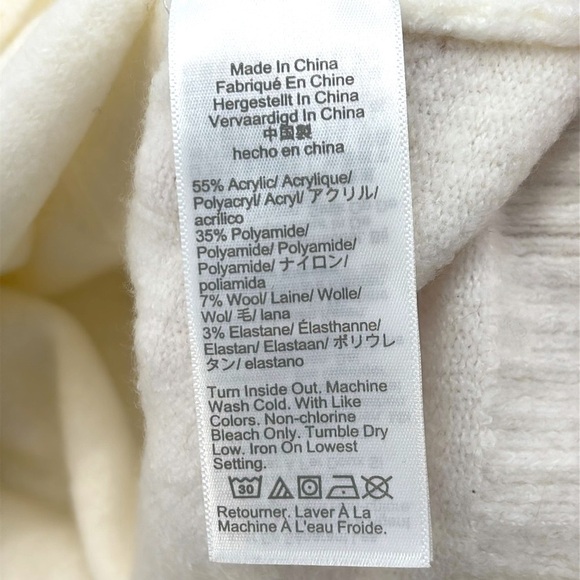 Made In China
Fabriqué En Chine
Hergestellt In China
Vervaardigd In China
中国製
hecho en china
55% Acrylic/ Acrylique/
Polyacryl/ Acryl/ アクリル/
acrílico
35% Polyamide/
Polyamide/ Polyamide/
Polyamide/ ナイロン/
poliamida
7% Wool/ Laine/ Wolle/
Wol/ 毛/ lana
3% Elastane/ Élasthanne/
Elastan/ Elastaan/ ポリウレ
タン/ elastano
Turn Inside Out. Machine
Wash Cold. With Like
Colors. Non-chlorine
Bleach Only. Tumble Dry
Low. Iron On Lowest
Setting.
30
Retourner. Laver À La
Machine À L'eau Froide.